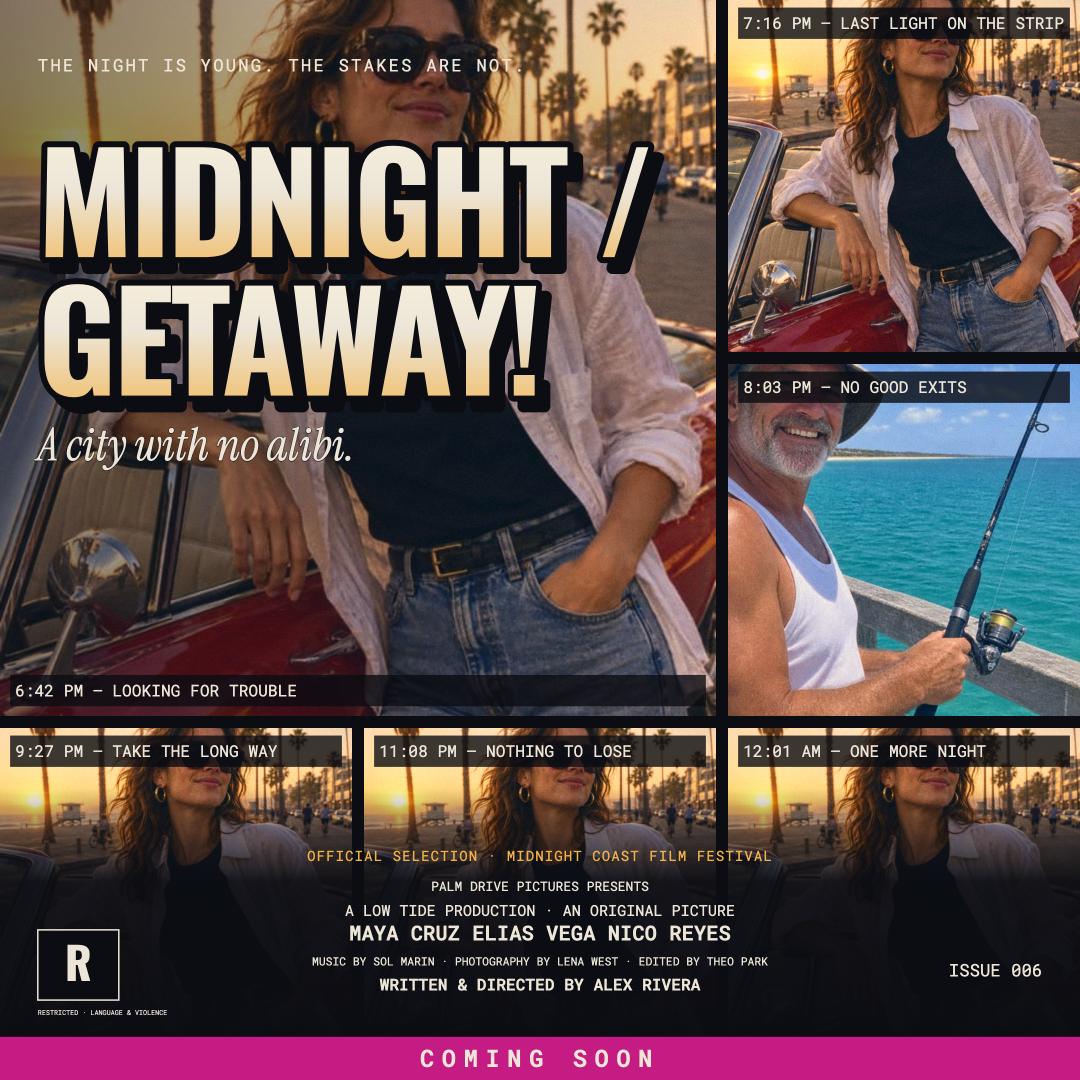 THE NIGHT IS YOUNG. THE STAKES ARE NOT.
MIDNIGHT /
GETAWAY!
A city with no alibi.
6:42 PM — LOOKING FOR TROUBLE
7:16 PM — LAST LIGHT ON THE STRIP
8:03 PM — NO GOOD EXITS
9:27 PM — TAKE THE LONG WAY
11:08 PM — NOTHING TO LOSE
12:01 AM — ONE MORE NIGHT
OFFICIAL SELECTION · MIDNIGHT COAST FILM FESTIVAL
PALM DRIVE PICTURES PRESENTS
A LOW TIDE PRODUCTION · AN ORIGINAL PICTURE
MAYA CRUZ ELIAS VEGA NICO REYES
MUSIC BY SOL MARIN · PHOTOGRAPHY BY LENA WEST · EDITED BY THEO PARK
WRITTEN & DIRECTED BY ALEX RIVERA
R
RESTRICTED · LANGUAGE & VIOLENCE
ISSUE 006
COMING SOON